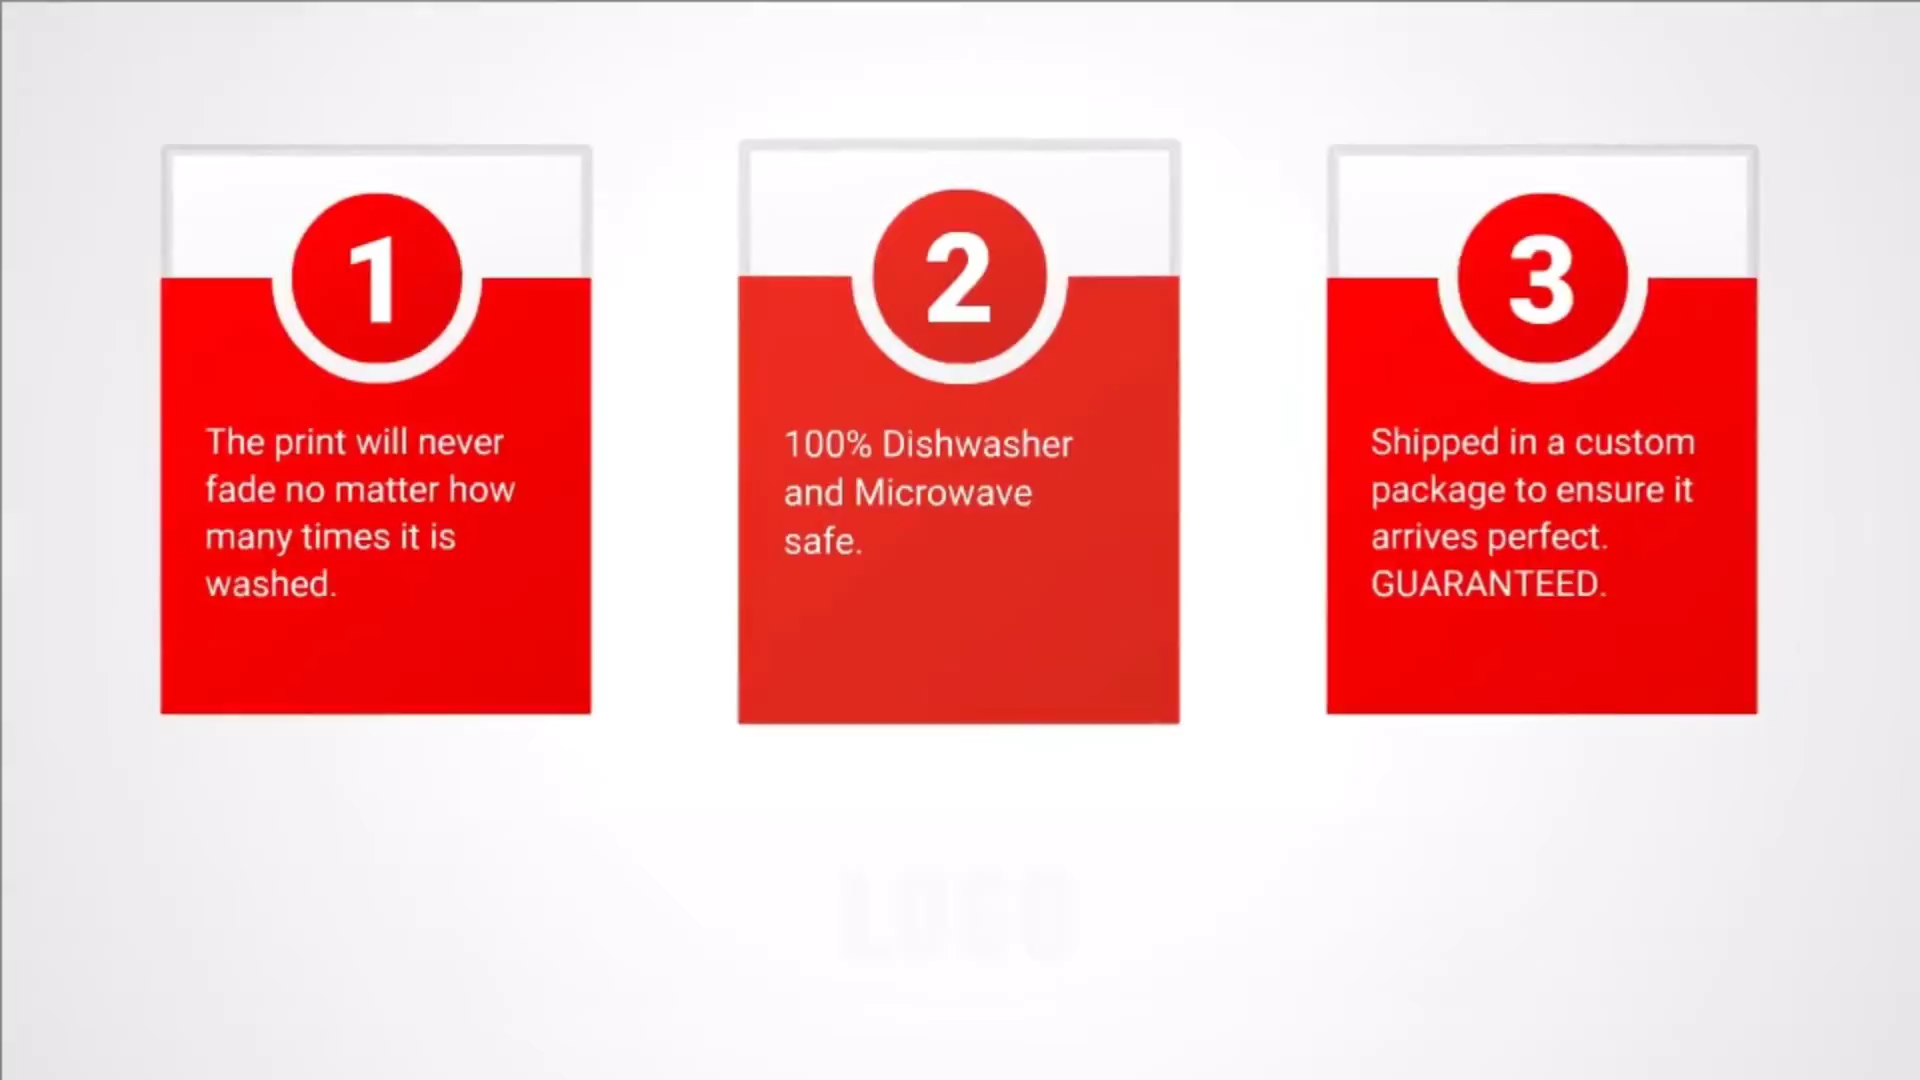 1
The print will never
fade no matter how
many times it is
washed.
2
100% Dishwasher
and Microwave
safe.
3
Shipped in a custom
package to ensure it
arrives perfect.
GUARANTEED.
LOGO